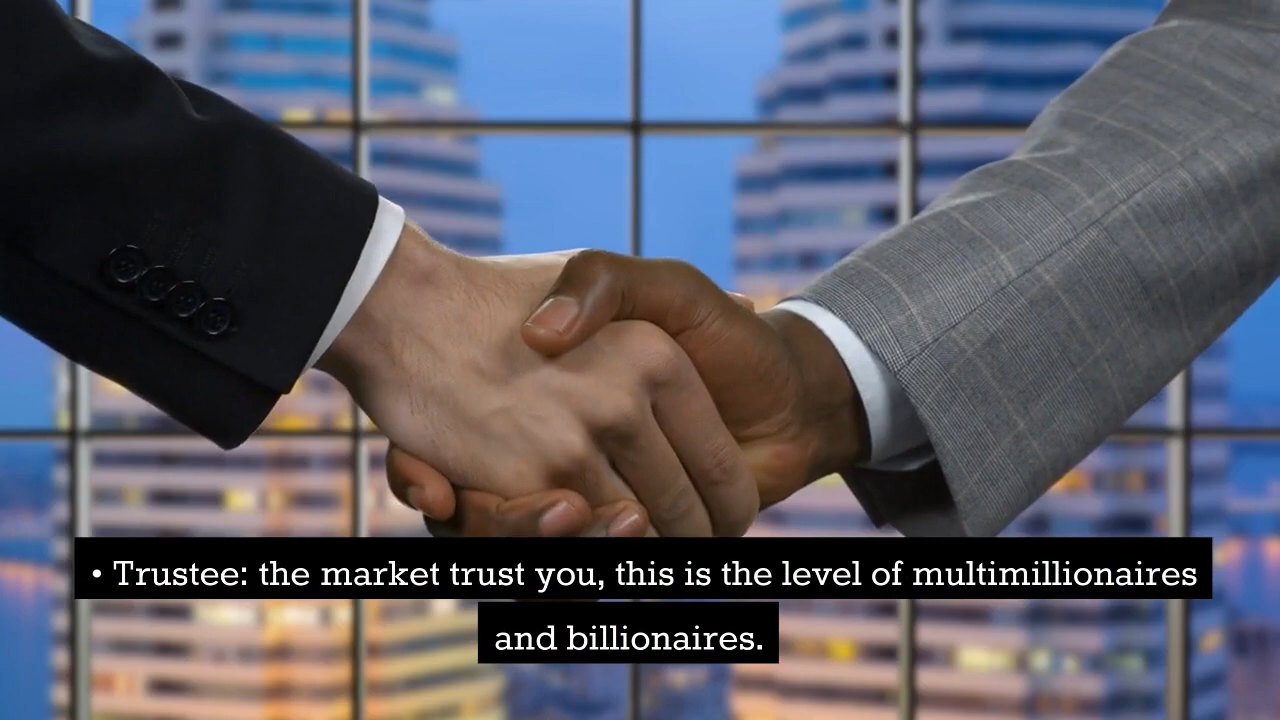 • Trustee: the market trust you, this is the level of multimillionaires
and billionaires.